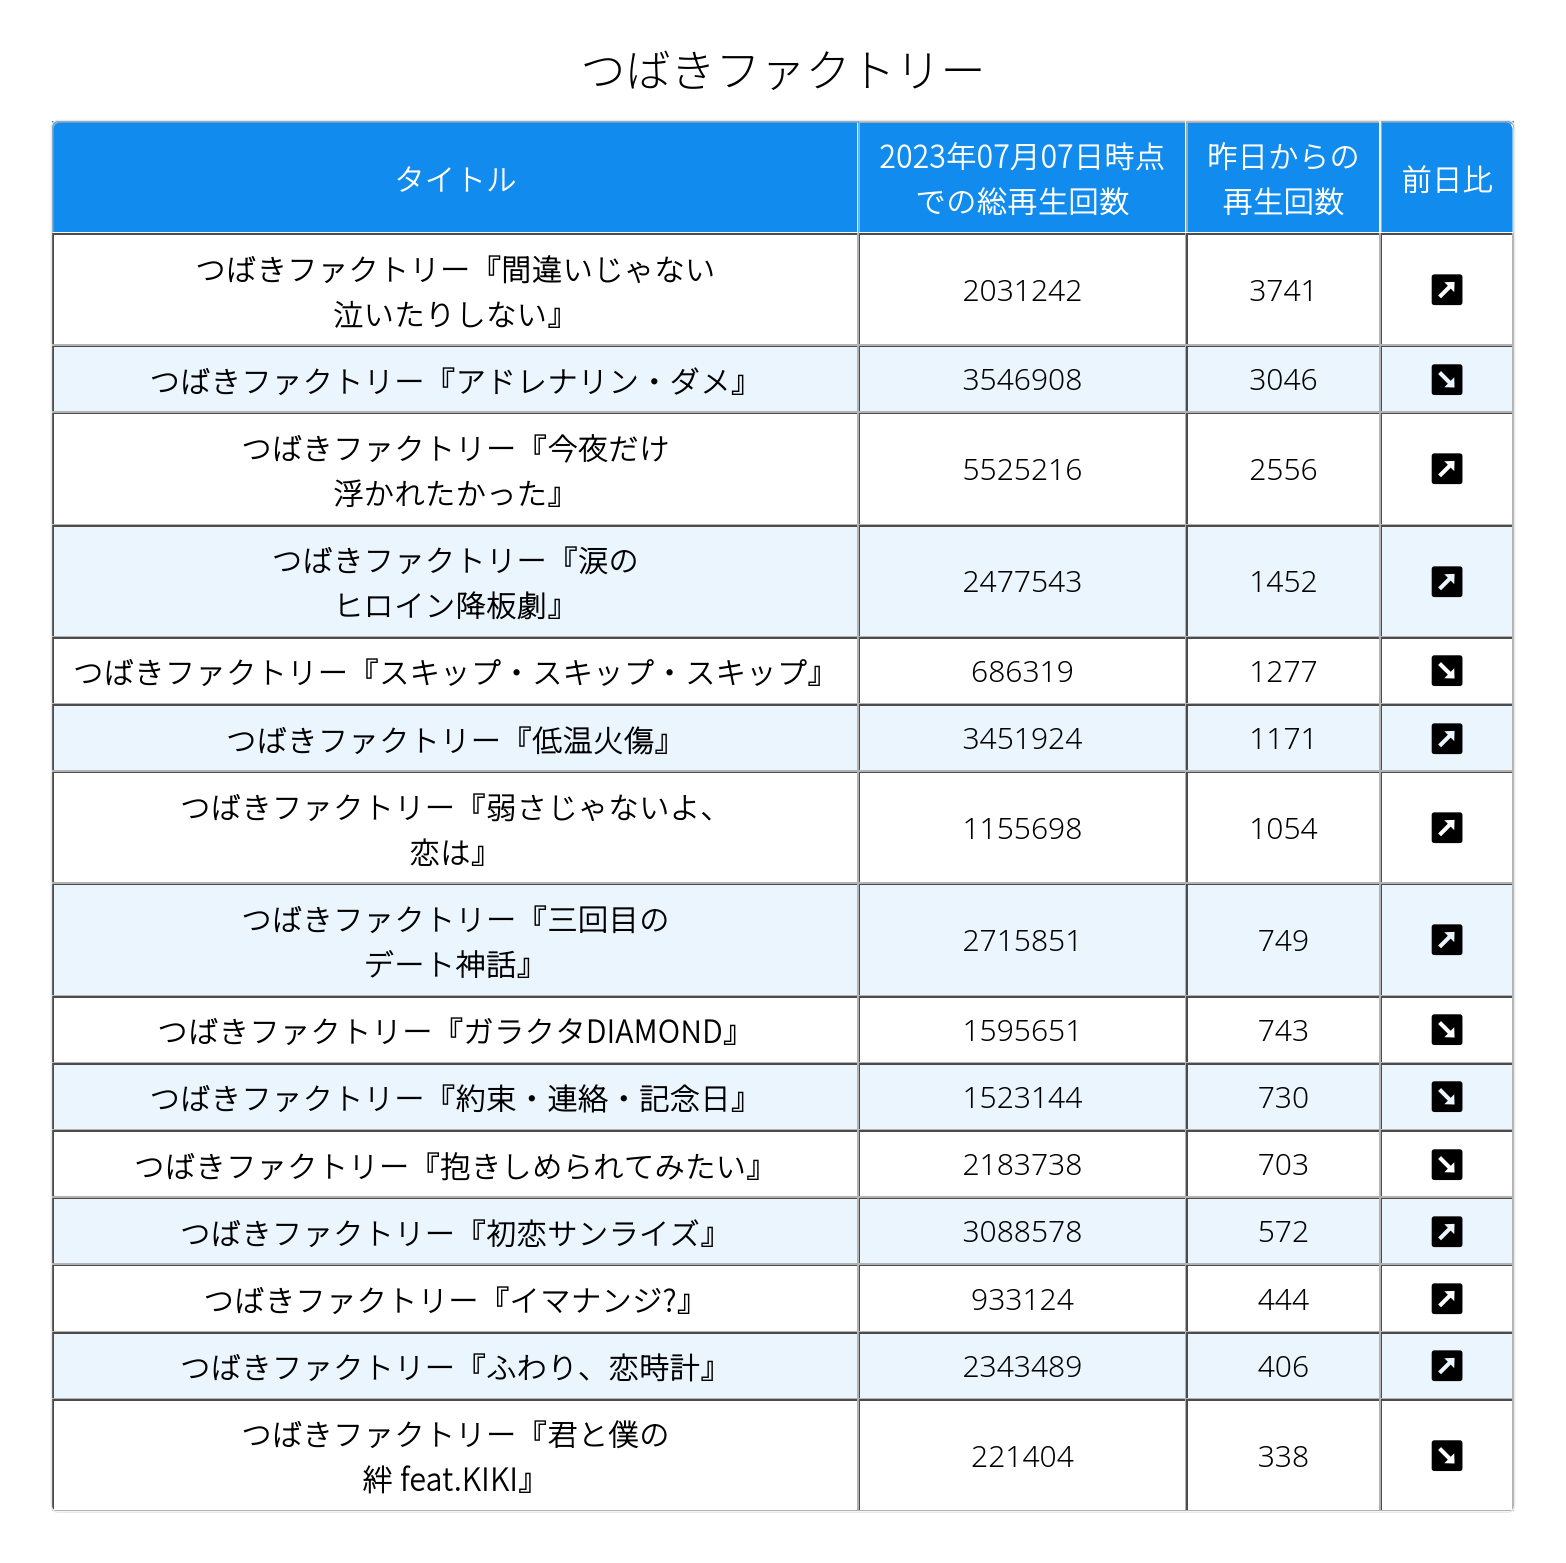 つばきファクトリー
タイトル
2023年07月07日時点
での総再生回数
昨日からの
再生回数
前日比
つばきファクトリー『間違いじゃない
泣いたりしない』
2031242
3741
つばきファクトリー『アドレナリン・ダメ』
3546908
3046
つばきファクトリー『今夜だけ
浮かれたかった』
5525216
2556
つばきファクトリー『涙の
ヒロイン降板劇』
2477543
1452
つばきファクトリー『スキップ・スキップ・スキップ』
686319
1277
つばきファクトリー『低温火傷』
3451924
1171
つばきファクトリー『弱さじゃないよ、
恋は』
1155698
1054
つばきファクトリー『三回目の
デート神話』
2715851
749
つばきファクトリー『ガラクタDIAMOND』
1595651
743
つばきファクトリー『約束・連絡・記念日』
1523144
730
つばきファクトリー『抱きしめられてみたい』
2183738
703
つばきファクトリー『初恋サンライズ』
3088578
572
つばきファクトリー『イマナンジ?』
933124
444
つばきファクトリー『ふわり、恋時計』
2343489
406
つばきファクトリー『君と僕の
絆 feat.KIKI』
221404
338